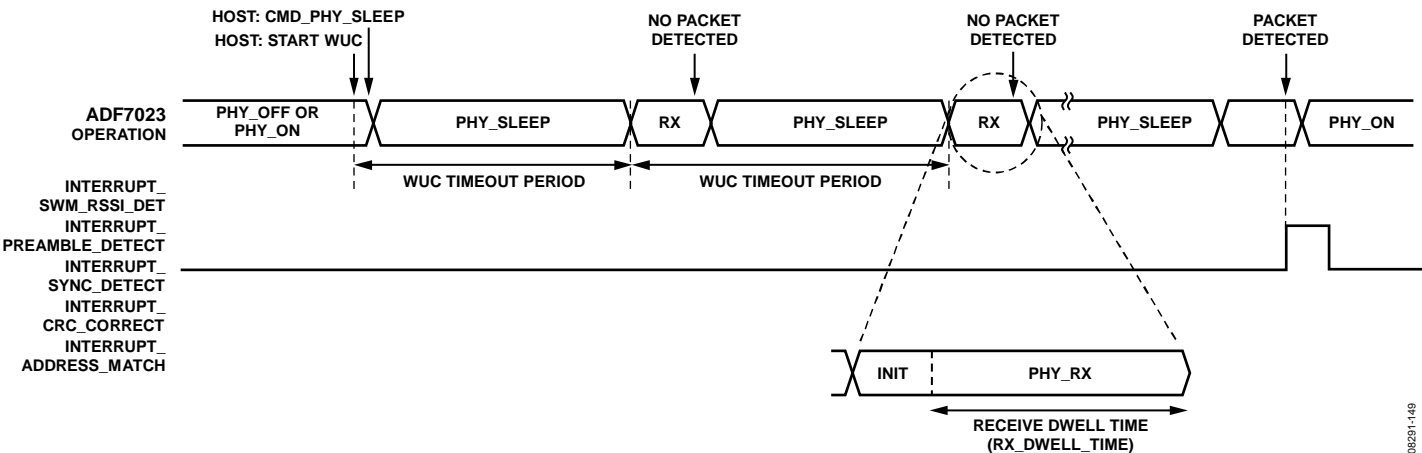 HOST: CMD_PHY_SLEEP
HOST: START WUC
NO PACKET
DETECTED
NO PACKET
DETECTED
PACKET
DETECTED
ADF7023
OPERATION
PHY_OFF OR
PHY_ON
PHY_SLEEP
RX
PHY_SLEEP
RX
PHY_SLEEP
PHY_ON
WUC TIMEOUT PERIOD
WUC TIMEOUT PERIOD
INTERRUPT_
SWM_RSSI_DET
INTERRUPT_
PREAMBLE_DETECT
INTERRUPT_
SYNC_DETECT
INTERRUPT_
CRC_CORRECT
INTERRUPT_
ADDRESS_MATCH
INIT
PHY_RX
RECEIVE DWELL TIME
(RX_DWELL_TIME)
08291-149